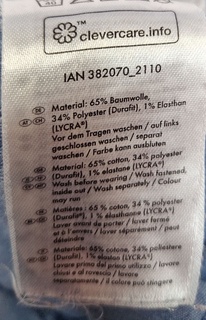 clevercare.info
IAN 382070_2110
Material: 65% Baumwolle,
34% Polyester (Durafit), 1% Elasthan
(LYCRA®)
Vor dem Tragen waschen / auf links
geschlossen waschen / separat
waschen / Farbe kann ausbluten
Material: 65% cotton, 34% polyester
(Durafit), 1% elastane (LYCRA®)
Wash before wearing / Wash fastened,
inside out / Wash separately / Colour
may run
Matières : 65 % coton, 34 % polyester
(Durafit), 1 % élasthanne (LYCRA®)
Laver avant de porter / laver fermé
et à l'envers / laver séparément / peut
déteindre
Materiale: 65% cotone, 34% poliestere
(Durafit), 1% elastan (LYCRA®)
Lavare prima del primo utilizzo / lavare
chiusi e al rovescio / lavare
separatamente / il colore può stingere